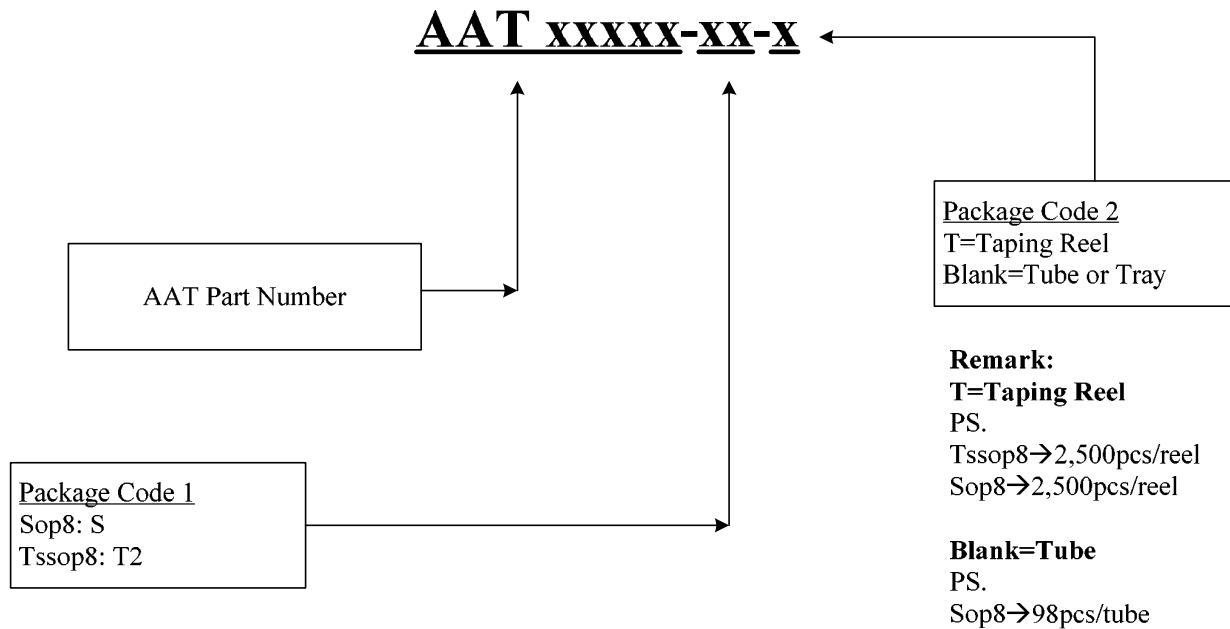 AAT xxxxx-xx-x
Package Code 2
T=Taping Reel
Blank=Tube or Tray
AAT Part Number
Remark:
T=Taping Reel
PS.
Tssop8→2,500pcs/reel
Sop8→2,500pcs/reel
Package Code 1
Sop8: S
Tssop8: T2
Blank=Tube
PS.
Sop8→98pcs/tube